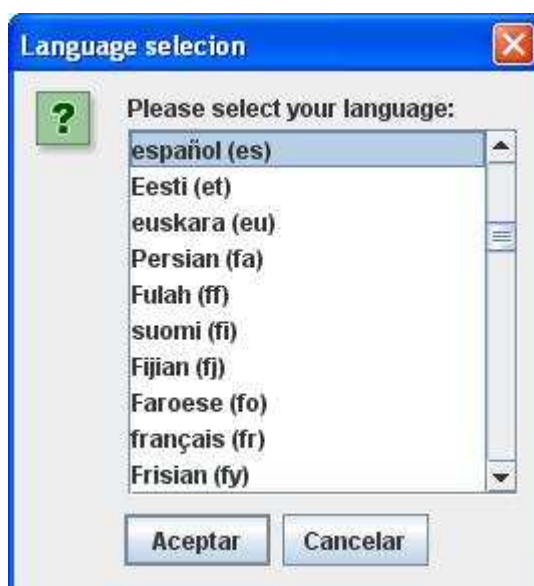 Language selecion
?
Please select your language:
español (es)
Eesti (et)
euskara (eu)
Persian (fa)
Fulah (ff)
suomi (fi)
Fijian (fj)
Faroese (fo)
français (fr)
Frisian (fy)
Aceptar Cancelar